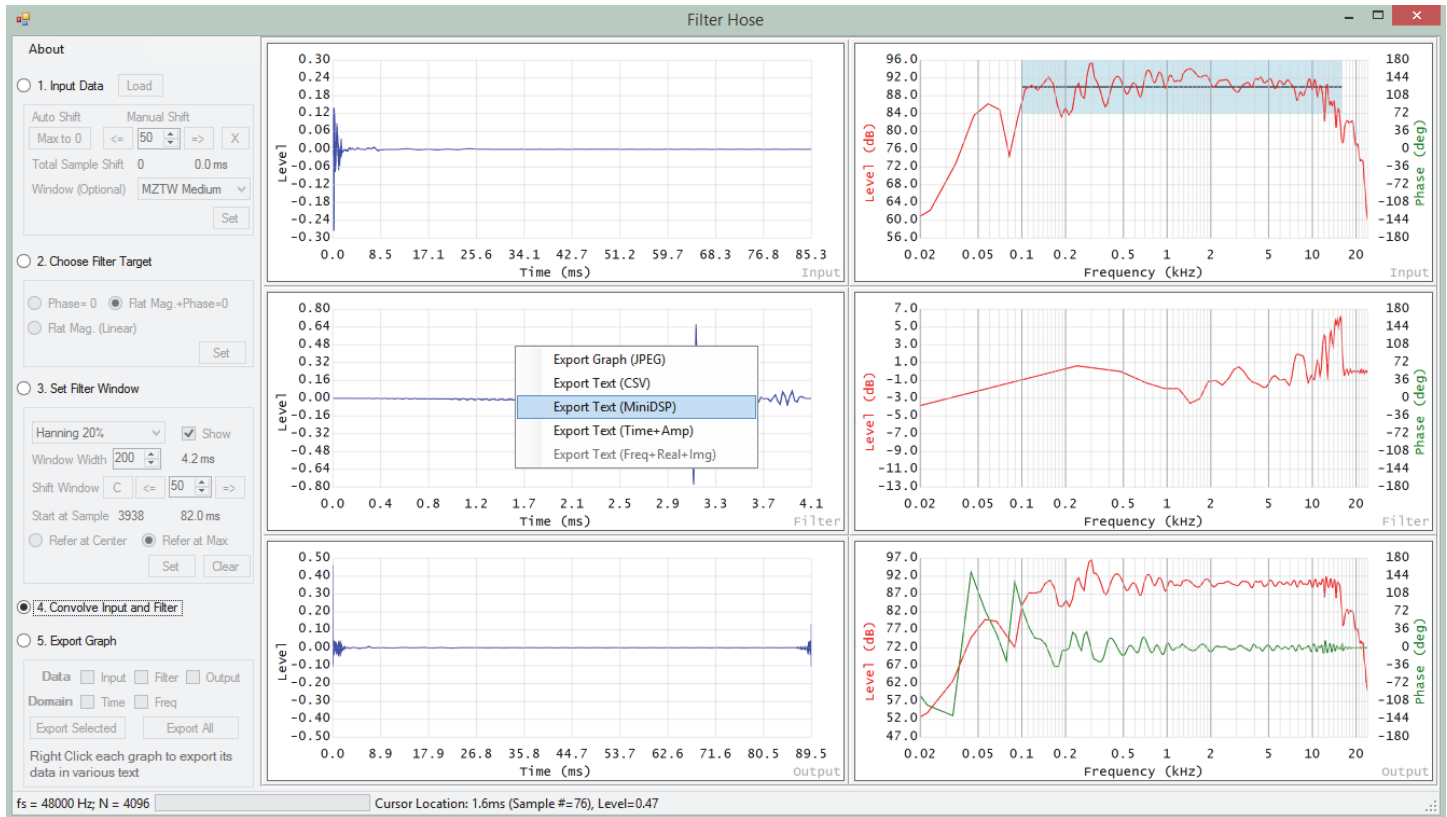 Filter Hose
About
1. Input Data Load
Auto Shift Manual Shift
Max to 0 <= 50 => X
Total Sample Shift 0 0.0 ms
Window (Optional) MZTW Medium
Set
2. Choose Filter Target
Phase= 0 Flat Mag.+Phase=0
Flat Mag. (Linear)
Set
3. Set Filter Window
Hanning 20% Show
Window Width 200 4.2 ms
Shift Window C <= 50 =>
Start at Sample 3938 82.0 ms
Refer at Center Refer at Max
Set Clear
4. Convolve Input and Filter
5. Export Graph
Data Input Filter Output
Domain Time Freq
Export Selected Export All
Right Click each graph to export its
data in various text
0.30
0.24
0.18
0.12
0.06
0.00
-0.06
-0.12
-0.18
-0.24
-0.30
Level
0.0 8.5 17.1 25.6 34.1 42.7 51.2 59.7 68.3 76.8 85.3
Time (ms)
Input
96.0
92.0
88.0
84.0
80.0
76.0
72.0
68.0
64.0
60.0
56.0
Level (dB)
180
144
108
72
36
0
-36
-72
-108
-144
-180
Phase (deg)
0.02 0.05 0.1 0.2 0.5 1 2 5 10 20
Frequency (kHz)
Input
0.80
0.64
0.48
0.32
0.16
0.00
-0.16
-0.32
-0.48
-0.64
-0.80
Level
Export Graph (JPEG)
Export Text (CSV)
Export Text (MiniDSP)
Export Text (Time+Amp)
Export Text (Freq+Real+Img)
0.0 0.4 0.8 1.2 1.7 2.1 2.5 2.9 3.3 3.7 4.1
Time (ms)
Filter
7.0
5.0
3.0
1.0
-1.0
-3.0
-5.0
-7.0
-9.0
-11.0
-13.0
Level (dB)
180
144
108
72
36
0
-36
-72
-108
-144
-180
Phase (deg)
0.02 0.05 0.1 0.2 0.5 1 2 5 10 20
Frequency (kHz)
Filter
0.50
0.40
0.30
0.20
0.10
0.00
-0.10
-0.20
-0.30
-0.40
-0.50
Level
0.0 8.9 17.9 26.8 35.8 44.7 53.7 62.6 71.6 80.5 89.5
Time (ms)
Output
97.0
92.0
87.0
82.0
77.0
72.0
67.0
62.0
57.0
52.0
47.0
Level (dB)
180
144
108
72
36
0
-36
-72
-108
-144
-180
Phase (deg)
0.02 0.05 0.1 0.2 0.5 1 2 5 10 20
Frequency (kHz)
Output
fs = 48000 Hz; N = 4096 Cursor Location: 1.6ms (Sample #=76), Level=0.47